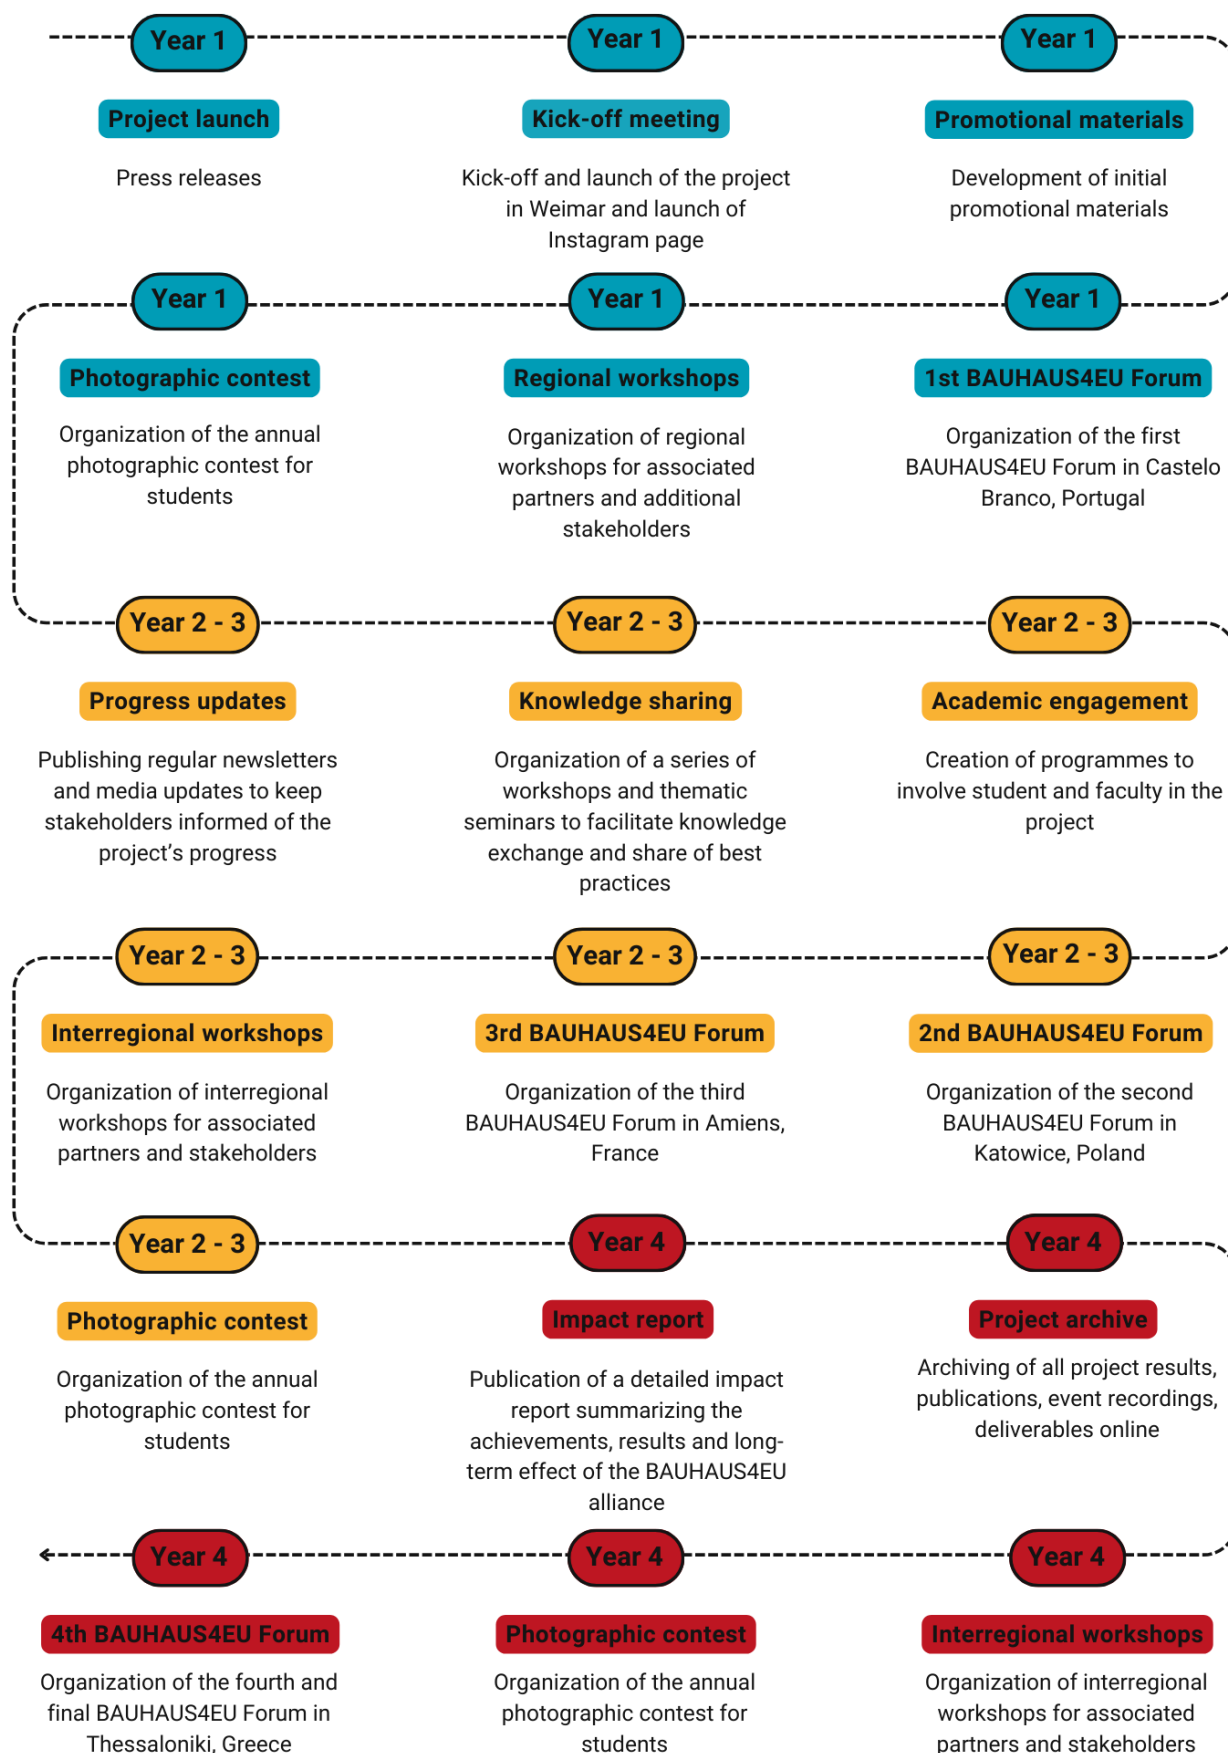 Year 1
Project launch
Press releases
Year 1
Kick-off meeting
Kick-off and launch of the project
in Weimar and launch of
Instagram page
Year 1
Promotional materials
Development of initial
promotional materials
Year 1
Photographic contest
Organization of the annual
photographic contest for
students
Year 1
Regional workshops
Organization of regional
workshops for associated
partners and additional
stakeholders
Year 1
1st BAUHAUS4EU Forum
Organization of the first
BAUHAUS4EU Forum in Castelo
Branco, Portugal
Year 2 - 3
Progress updates
Publishing regular newsletters
and media updates to keep
stakeholders informed of the
project’s progress
Year 2 - 3
Knowledge sharing
Organization of a series of
workshops and thematic
seminars to facilitate knowledge
exchange and share of best
practices
Year 2 - 3
Academic engagement
Creation of programmes to
involve student and faculty in the
project
Year 2 - 3
Interregional workshops
Organization of interregional
workshops for associated
partners and stakeholders
Year 2 - 3
3rd BAUHAUS4EU Forum
Organization of the third
BAUHAUS4EU Forum in Amiens,
France
Year 2 - 3
2nd BAUHAUS4EU Forum
Organization of the second
BAUHAUS4EU Forum in
Katowice, Poland
Year 2 - 3
Photographic contest
Organization of the annual
photographic contest for
students
Year 4
Impact report
Publication of a detailed impact
report summarizing the
achievements, results and long-
term effect of the BAUHAUS4EU
alliance
Year 4
Project archive
Archiving of all project results,
publications, event recordings,
deliverables online
Year 4
4th BAUHAUS4EU Forum
Organization of the fourth and
final BAUHAUS4EU Forum in
Thessaloniki, Greece
Year 4
Photographic contest
Organization of the annual
photographic contest for
students
Year 4
Interregional workshops
Organization of interregional
workshops for associated
partners and stakeholders